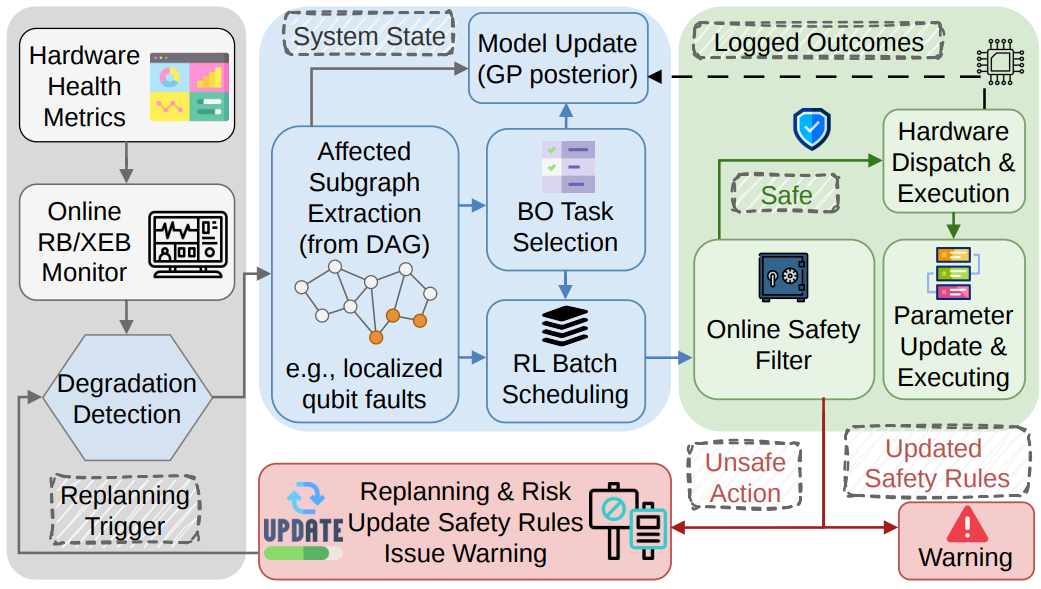 Hardware
Health
Metrics
Online
RB/XEB
Monitor
Degradation
Detection
Replanning
Trigger
System State
Model Update
(GP posterior)
Affected
Subgraph
Extraction
(from DAG)
e.g., localized
qubit faults
BO Task
Selection
RL Batch
Scheduling
Logged Outcomes
Safe
Hardware
Dispatch &
Execution
Online Safety
Filter
Parameter
Update &
Executing
Unsafe
Action
Updated
Safety Rules
UPDATE
Replanning & Risk
Update Safety Rules
Issue Warning
Warning